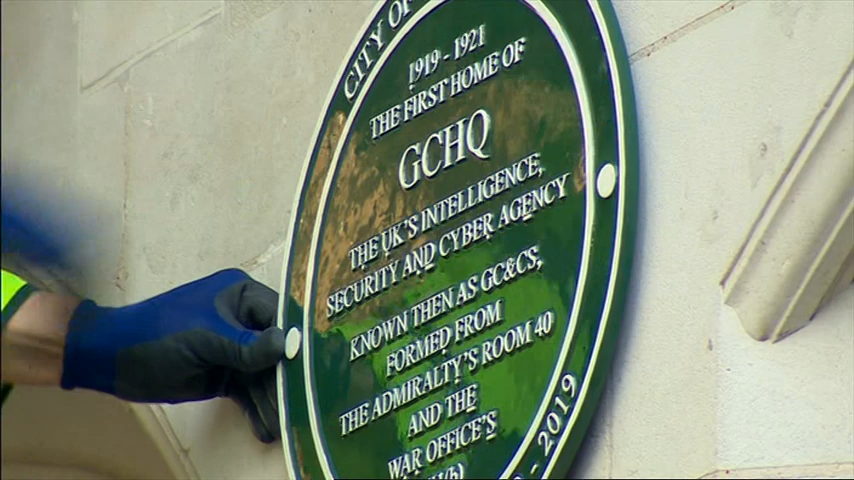 CITY OF
1919 - 1921
THE FIRST HOME OF
GCHQ
THE UK'S INTELLIGENCE,
SECURITY AND CYBER AGENCY
KNOWN THEN AS GC&CS,
FORMED FROM
THE ADMIRALTY'S ROOM 40
AND THE
WAR OFFICE'S
- 2019